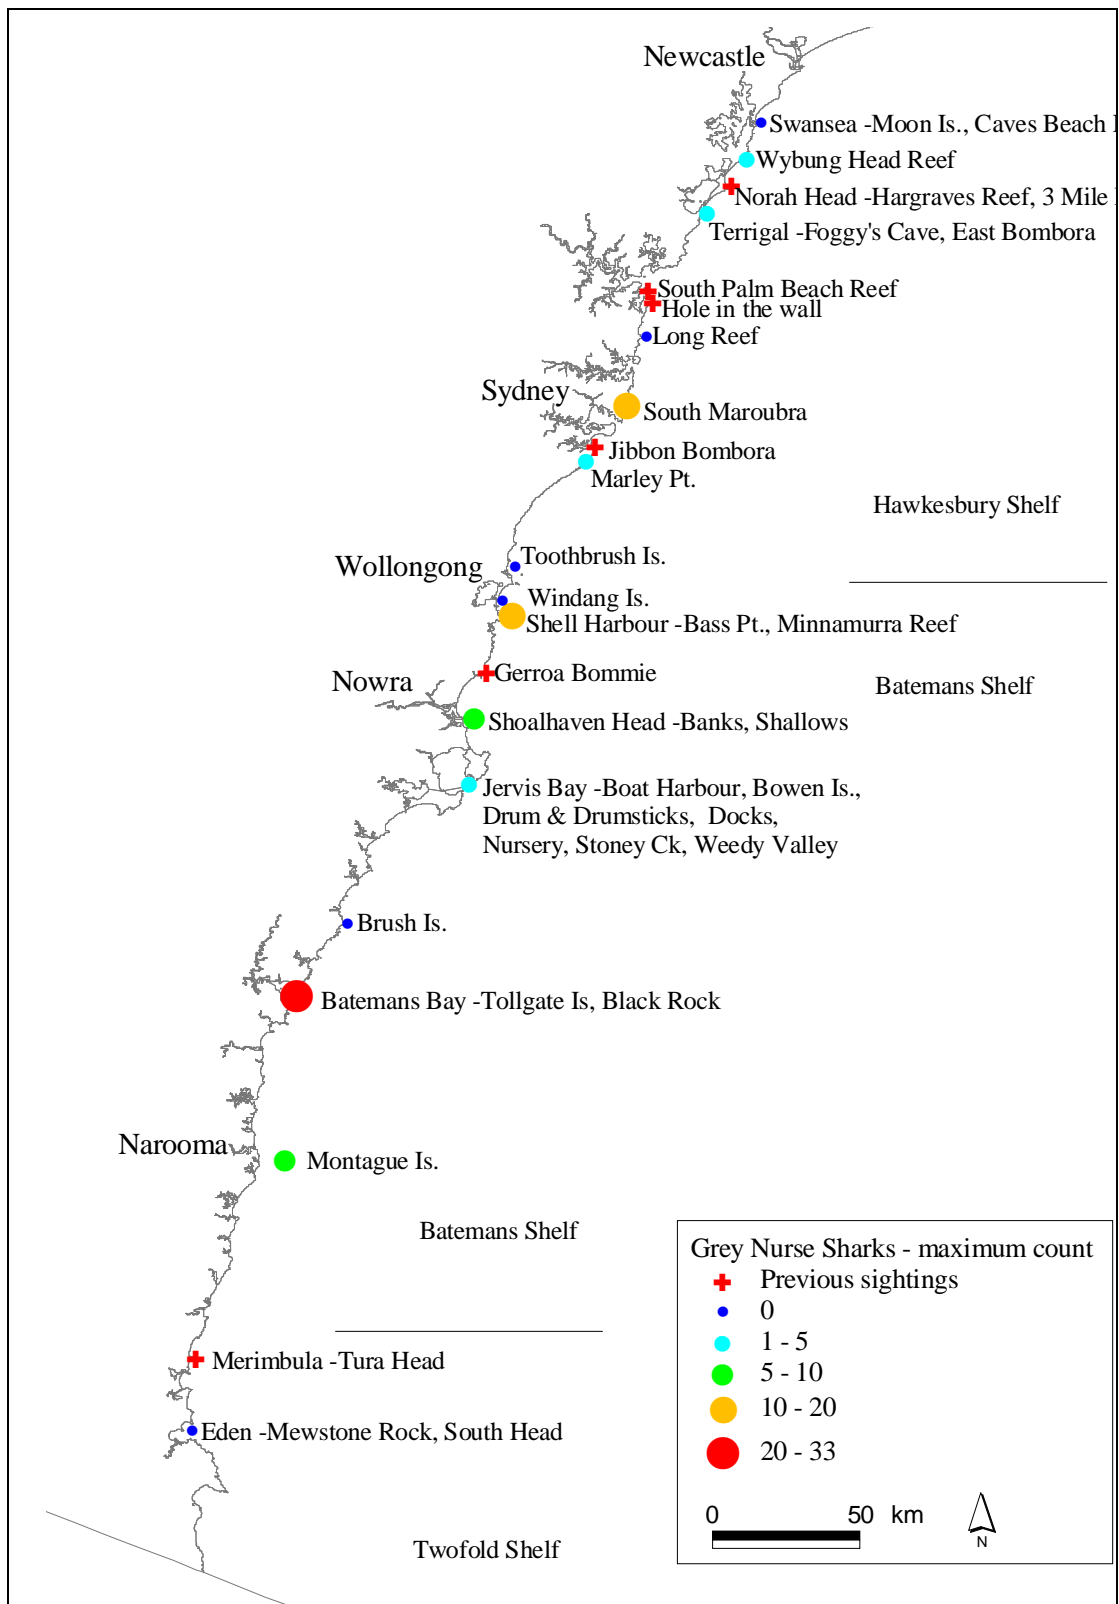 Newcastle
Swansea -Moon Is., Caves Beach
Wybung Head Reef
Norah Head -Hargraves Reef, 3 Mile
Terrigal -Foggy's Cave, East Bombora
South Palm Beach Reef
Hole in the wall
Long Reef
Sydney
South Maroubra
Jibbon Bombora
Marley Pt.
Hawkesbury Shelf
Toothbrush Is.
Wollongong
Windang Is.
Shell Harbour -Bass Pt., Minnamurra Reef
Gerroa Bommie
Nowra
Batemans Shelf
Shoalhaven Head -Banks, Shallows
Jervis Bay -Boat Harbour, Bowen Is.,
Drum & Drumsticks, Docks,
Nursery, Stoney Ck, Weedy Valley
Brush Is.
Batemans Bay -Tollgate Is, Black Rock
Narooma
Montague Is.
Batemans Shelf
Grey Nurse Sharks - maximum count
Previous sightings
0
1 - 5
5 - 10
10 - 20
20 - 33
0 50 km
N
Merimbula -Tura Head
Eden -Mewstone Rock, South Head
Twofold Shelf